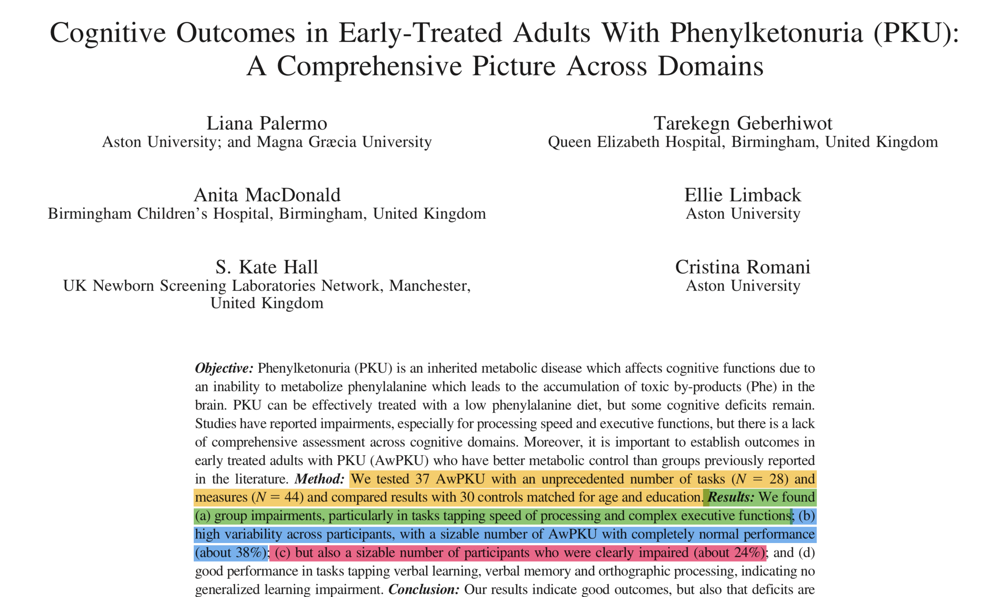 Cognitive Outcomes in Early-Treated Adults With Phenylketonuria (PKU):
A Comprehensive Picture Across Domains
Liana Palermo
Aston University; and Magna Græcia University
Tarekegn Geberhiwot
Queen Elizabeth Hospital, Birmingham, United Kingdom
Anita MacDonald
Birmingham Children’s Hospital, Birmingham, United Kingdom
Ellie Limback
Aston University
S. Kate Hall
UK Newborn Screening Laboratories Network, Manchester,
United Kingdom
Cristina Romani
Aston University
Objective: Phenylketonuria (PKU) is an inherited metabolic disease which affects cognitive functions due to
an inability to metabolize phenylalanine which leads to the accumulation of toxic by-products (Phe) in the
brain. PKU can be effectively treated with a low phenylalanine diet, but some cognitive deficits remain.
Studies have reported impairments, especially for processing speed and executive functions, but there is a lack
of comprehensive assessment across cognitive domains. Moreover, it is important to establish outcomes in
early treated adults with PKU (AwPKU) who have better metabolic control than groups previously reported
in the literature. Method: We tested 37 AwPKU with an unprecedented number of tasks (N = 28) and
measures (N = 44) and compared results with 30 controls matched for age and education. Results: We found
(a) group impairments, particularly in tasks tapping speed of processing and complex executive functions; (b)
high variability across participants, with a sizable number of AwPKU with completely normal performance
(about 38%); (c) but also a sizable number of participants who were clearly impaired (about 24%); and (d)
good performance in tasks tapping verbal learning, verbal memory and orthographic processing, indicating no
generalized learning impairment. Conclusion: Our results indicate good outcomes, but also that deficits are